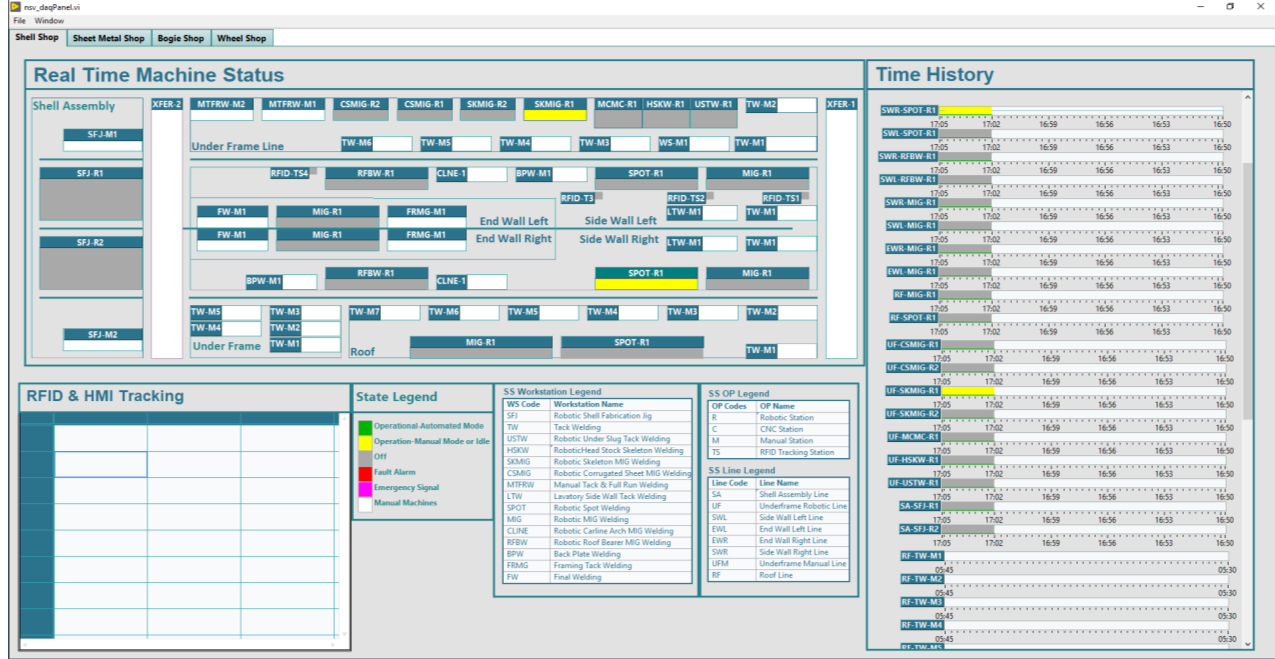 nsv_daqPanel.vi
File Window
Shell Shop Sheet Metal Shop Bogie Shop Wheel Shop
Real Time Machine Status
Shell Assembly XFER-2 MTFRW-M2 MTFRW-M1 CSMIG-R2 CSMIG-R1 SKMIG-R2 SKMIG-R1 MCMC-R1 HSKW-R1 USTW-R1 TW-M2 XFER-1
SFJ-M1
Under Frame Line TW-M6 TW-M5 TW-M4 TW-M3 WS-M1 TW-M1
SFJ-R1 RFID-TS4 RFBW-R1 CLNE-1 BPW-M1 SPOT-R1 MIG-R1
RFID-T3 RFID-TS2 RFID-TS1
FW-M1 MIG-R1 FRMG-M1 End Wall Left Side Wall Left LTW-M1 TW-M1
FW-M1 MIG-R1 FRMG-M1 End Wall Right Side Wall Right LTW-M1 TW-M1
SFJ-R2
BPW-M1 RFBW-R1 CLNE-1 SPOT-R1 MIG-R1
TW-M5 TW-M3 TW-M7 TW-M6 TW-M5 TW-M4 TW-M3 TW-M2
TW-M4 TW-M2
SFJ-M2
Under Frame TW-M1 Roof MIG-R1 SPOT-R1 TW-M1
RFID & HMI Tracking
State Legend
Operational-Automated Mode
Operation-Manual Mode or Idle
Off
Fault Alarm
Emergency Signal
Manual Machines
SS Workstation Legend
WS Code Workstation Name
SFJ Robotic Shell Fabrication Jig
TW Tack Welding
USTW Robotic Under Slug Tack Welding
HSKW RoboticHead Stock Skeleton Welding
SKMIG Robotic Skeleton MIG Welding
CSMIG Robotic Corrugated Sheet MIG Welding
MTFRW Manual Tack & Full Run Welding
LTW Lavatory Side Wall Tack Welding
SPOT Robotic Spot Welding
MIG Robotic MIG Welding
CLINE Robotic Carline Arch MIG Welding
RFBW Robotic Roof Bearer MIG Welding
BPW Back Plate Welding
FRMG Framing Tack Welding
FW Final Welding
SS OP Legend
OP Codes OP Name
R Robotic Station
C CNC Station
M Manual Station
TS RFID Tracking Station
SS Line Legend
Line Code Line Name
SA Shell Assembly Line
UF Underframe Robotic Line
SWL Side Wall Left Line
EWL End Wall Left Line
EWR End Wall Right Line
SWR Side Wall Right Line
UFM Underframe Manual Line
RF Roof Line
Time History
SWR-SPOT-R1
17:05 17:02 16:59 16:56 16:53 16:50
SWL-SPOT-R1
17:05 17:02 16:59 16:56 16:53 16:50
SWR-RFBW-R1
17:05 17:02 16:59 16:56 16:53 16:50
SWL-RFBW-R1
17:05 17:02 16:59 16:56 16:53 16:50
SWR-MIG-R1
17:05 17:02 16:59 16:56 16:53 16:50
SWL-MIG-R1
17:05 17:02 16:59 16:56 16:53 16:50
EWR-MIG-R1
17:05 17:02 16:59 16:56 16:53 16:50
EWL-MIG-R1
17:05 17:02 16:59 16:56 16:53 16:50
RF-MIG-R1
17:05 17:02 16:59 16:56 16:53 16:50
RF-SPOT-R1
17:05 17:02 16:59 16:56 16:53 16:50
UF-CSMIG-R1
17:05 17:02 16:59 16:56 16:53 16:50
UF-CSMIG-R2
17:05 17:02 16:59 16:56 16:53 16:50
UF-SKMIG-R1
17:05 17:02 16:59 16:56 16:53 16:50
UF-SKMIG-R2
17:05 17:02 16:59 16:56 16:53 16:50
UF-MCMC-R1
17:05 17:02 16:59 16:56 16:53 16:50
UF-HSKW-R1
17:05 17:02 16:59 16:56 16:53 16:50
UF-USTW-R1
17:05 17:02 16:59 16:56 16:53 16:50
SA-SFJ-R1
17:05 17:02 16:59 16:56 16:53 16:50
SA-SFJ-R2
17:05 17:02 16:59 16:56 16:53 16:50
RF-TW-M1
05:45 05:30
RF-TW-M2
05:45 05:30
RF-TW-M3
05:45 05:30
RF-TW-M4
05:45 05:30
RF-TW-M5